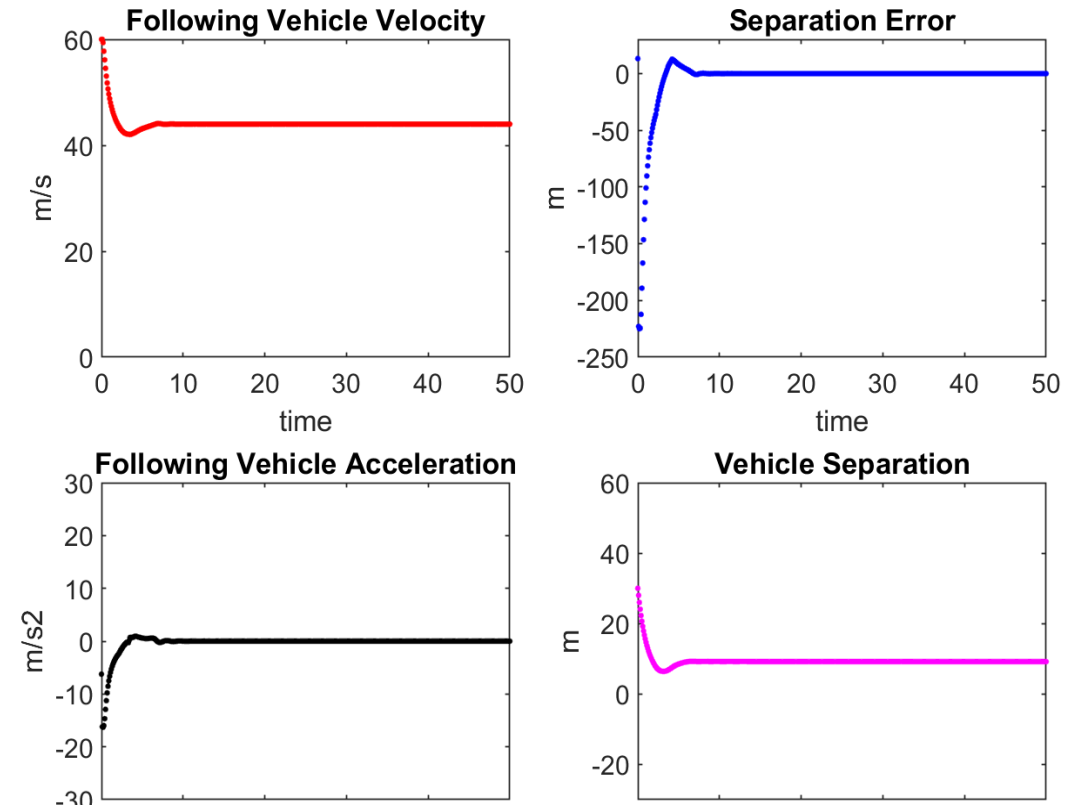 Following Vehicle Velocity
60
40
20
0
m/s
0 10 20 30 40 50
time
Separation Error
0
-50
-100
-150
-200
-250
m
0 10 20 30 40 50
time
Following Vehicle Acceleration
30
20
10
0
-10
-20
-30
m/s2
Vehicle Separation
60
40
20
0
-20
m